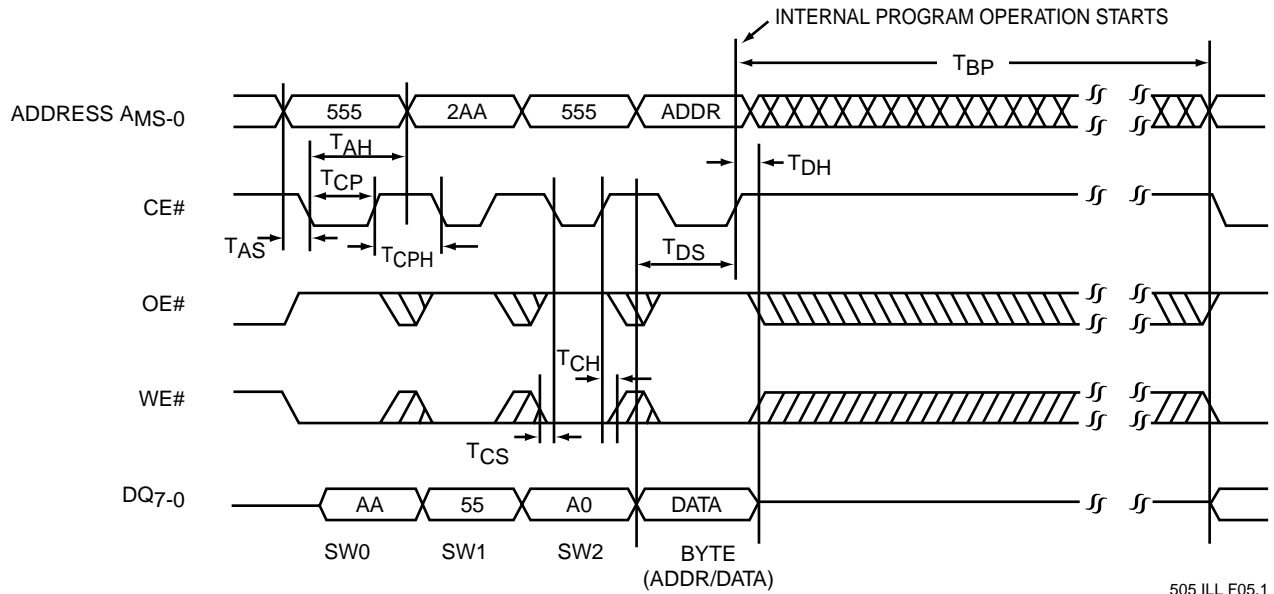 INTERNAL PROGRAM OPERATION STARTS
TBP
ADDRESS AMS-0
555
2AA
555
ADDR
TAH
TDH
TCP
CE#
TAS
TCPH
TDS
OE#
TCH
WE#
TCS
DQ7-0
AA
55
A0
DATA
SW0
SW1
SW2
BYTE
(ADDR/DATA)
505 ILL F05.1